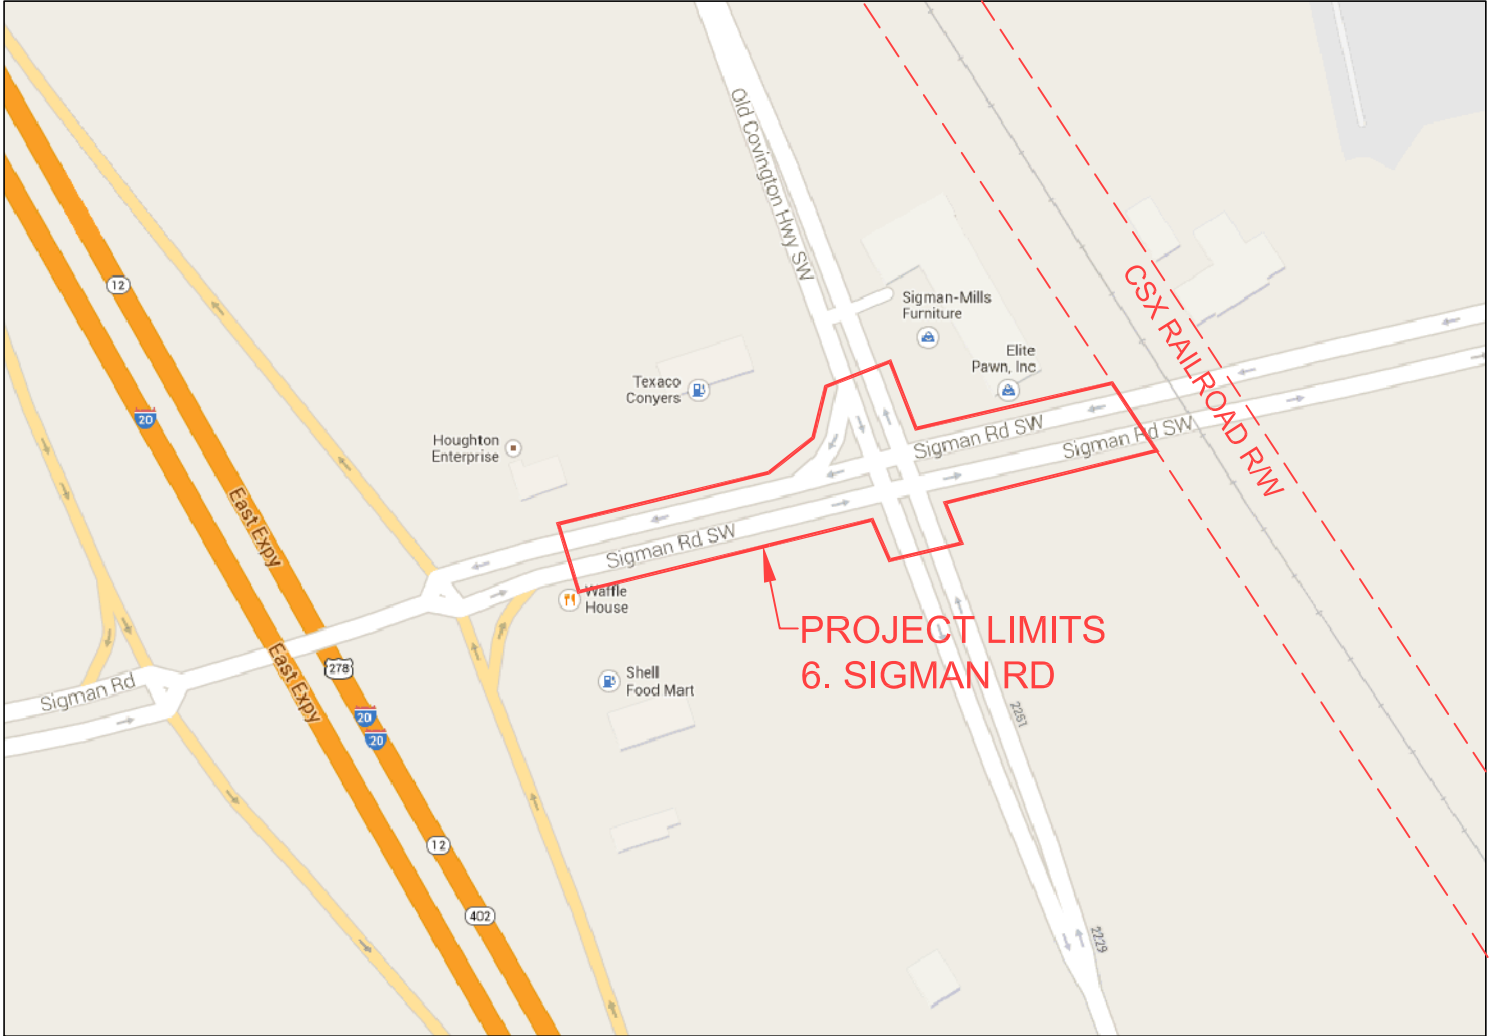 Old Covington Hwy SW
12
Sigman-Mills
Furniture
CSX RAILROAD R/W
Elite
Pawn, Inc
Texaco
Conyers
20
Houghton
Enterprise
Sigman Rd SW
Sigman Rd SW
East Expy
Sigman Rd SW
Waffle
House
PROJECT LIMITS
6. SIGMAN RD
East Expy
278
Shell
Food Mart
Sigman Rd
20
20
2261
12
402
2229